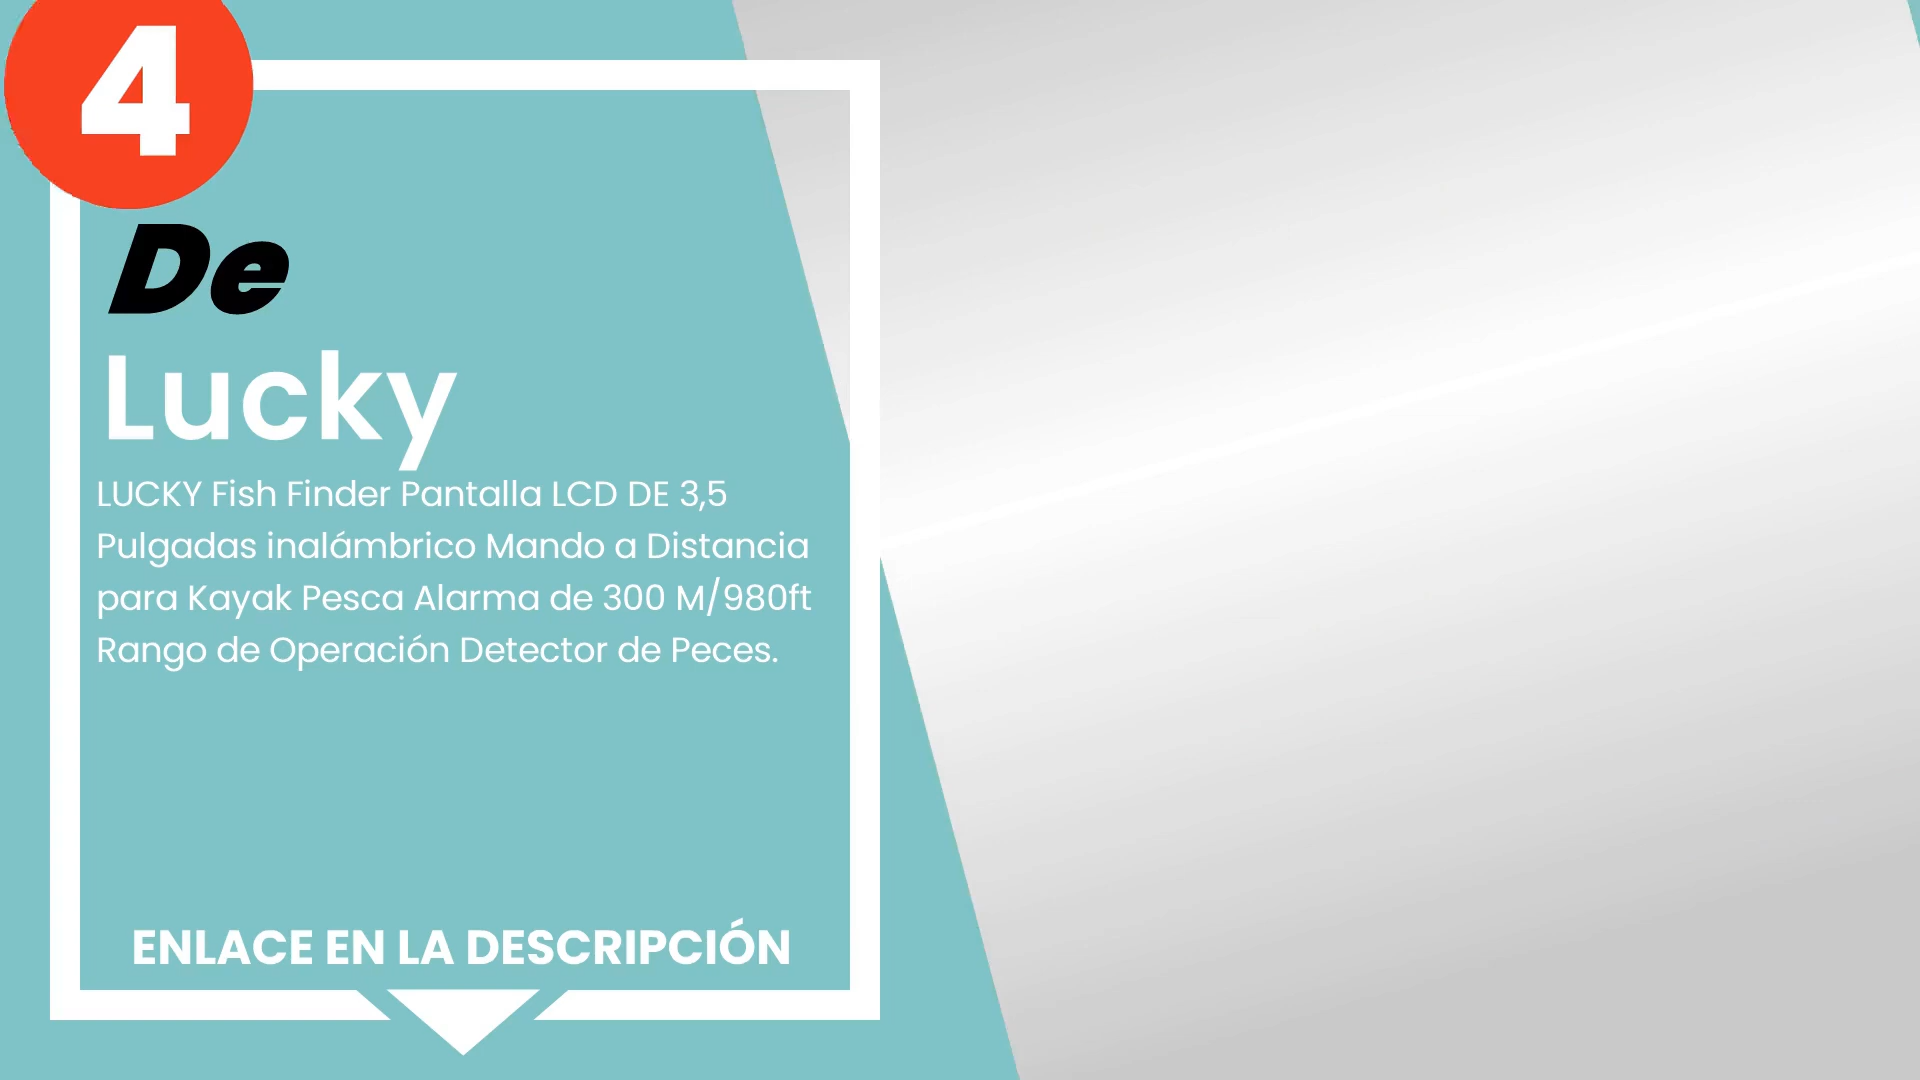 4
De
Lucky
LUCKY Fish Finder Pantalla LCD DE 3,5
Pulgadas inalámbrico Mando a Distancia
para Kayak Pesca Alarma de 300 M/980ft
Rango de Operación Detector de Peces.
ENLACE EN LA DESCRIPCIÓN